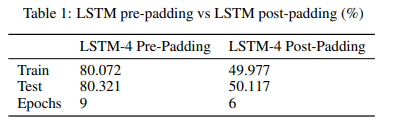 Table 1: LSTM pre-padding vs LSTM post-padding (%)
LSTM-4 Pre-Padding LSTM-4 Post-Padding
Train 80.072 49.977
Test 80.321 50.117
Epochs 9 6